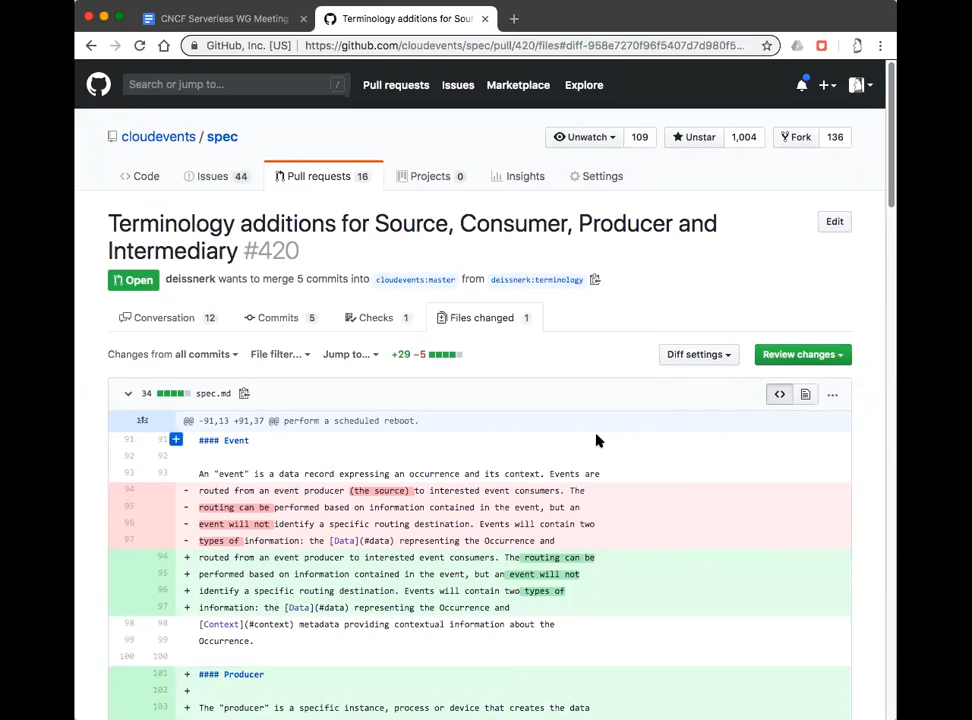 CNCF Serverless WG Meeting
Terminology additions for Sour
GitHub, Inc. [US] https://github.com/cloudevents/spec/pull/420/files#diff-958e7270f96f5407d7d980f5...
Search or jump to... /
Pull requests Issues Marketplace Explore
cloudevents / spec
Unwatch 109 Unstar 1,004 Fork 136
Code Issues 44 Pull requests 16 Projects 0 Insights Settings
Terminology additions for Source, Consumer, Producer and
Intermediary #420
Edit
Open deissnerk wants to merge 5 commits into cloudevents:master from deissnerk:terminology
Conversation 12 Commits 5 Checks 1 Files changed 1
Changes from all commits File filter... Jump to... +29 −5 Diff settings Review changes
34 spec.md
@@ -91,13 +91,37 @@ perform a scheduled reboot.
91 91 #### Event
92 92
93 93 An "event" is a data record expressing an occurrence and its context. Events are
94 - routed from an event producer (the source) to interested event consumers. The
95 - routing can be performed based on information contained in the event, but an
96 - event will not identify a specific routing destination. Events will contain two
97 - types of information: the [Data](#data) representing the Occurrence and
94 + routed from an event producer to interested event consumers. The routing can be
95 + performed based on information contained in the event, but an event will not
96 + identify a specific routing destination. Events will contain two types of
97 + information: the [Data](#data) representing the Occurrence and
98 98 [Context](#context) metadata providing contextual information about the
99 99 Occurrence.
100 100
101 + #### Producer
102 +
103 + The "producer" is a specific instance, process or device that creates the data